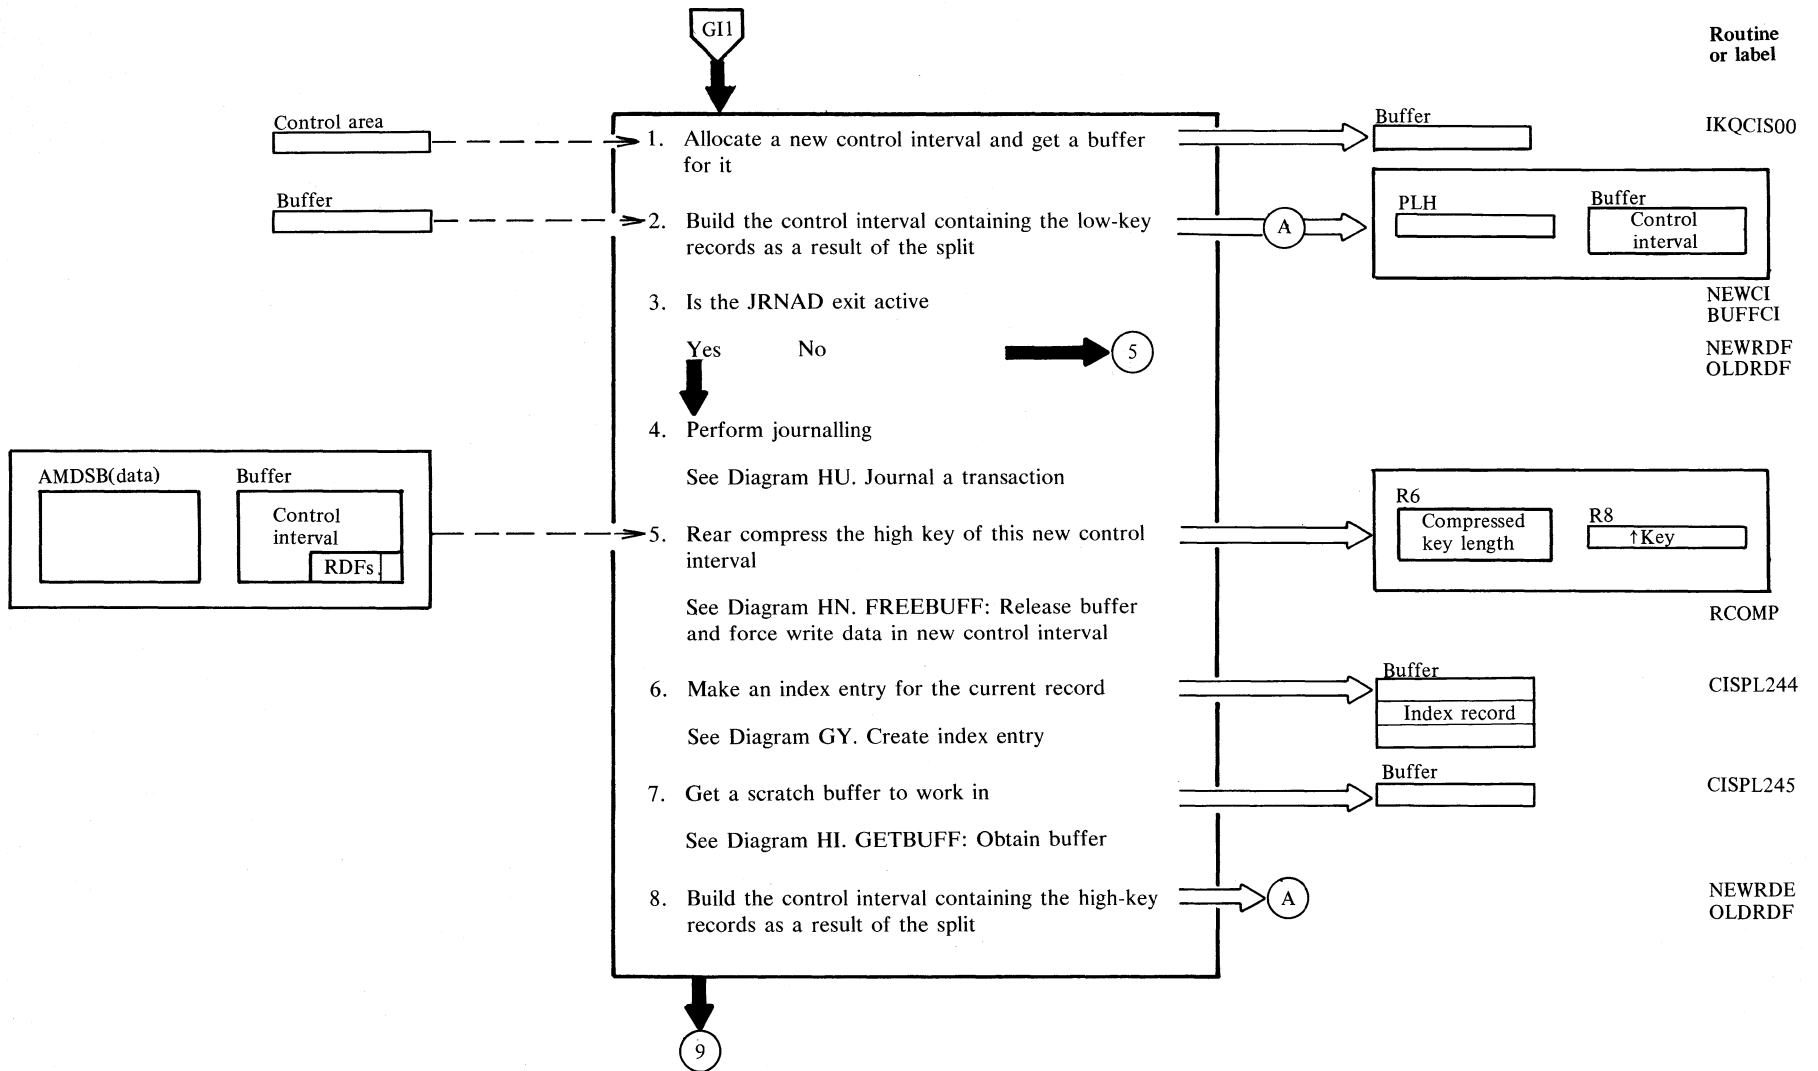 GI1
Routine
or label
Control area
1. Allocate a new control interval and get a buffer
for it
Buffer
IKQCIS00
Buffer
2. Build the control interval containing the low-key
records as a result of the split
A
PLH
Buffer
Control
interval
3. Is the JRNAD exit active
NEWCI
BUFFCI
Yes No
5
NEWRDF
OLDRDF
4. Perform journalling
See Diagram HU. Journal a transaction
AMDSB(data)
Buffer
Control
interval
RDFs
5. Rear compress the high key of this new control
interval
R6
Compressed
key length
R8
↑Key
See Diagram HN. FREEBUFF: Release buffer
and force write data in new control interval
RCOMP
6. Make an index entry for the current record
Buffer
Index record
CISPL244
See Diagram GY. Create index entry
7. Get a scratch buffer to work in
Buffer
CISPL245
See Diagram HI. GETBUFF: Obtain buffer
8. Build the control interval containing the high-key
records as a result of the split
A
NEWRDE
OLDRDF
9